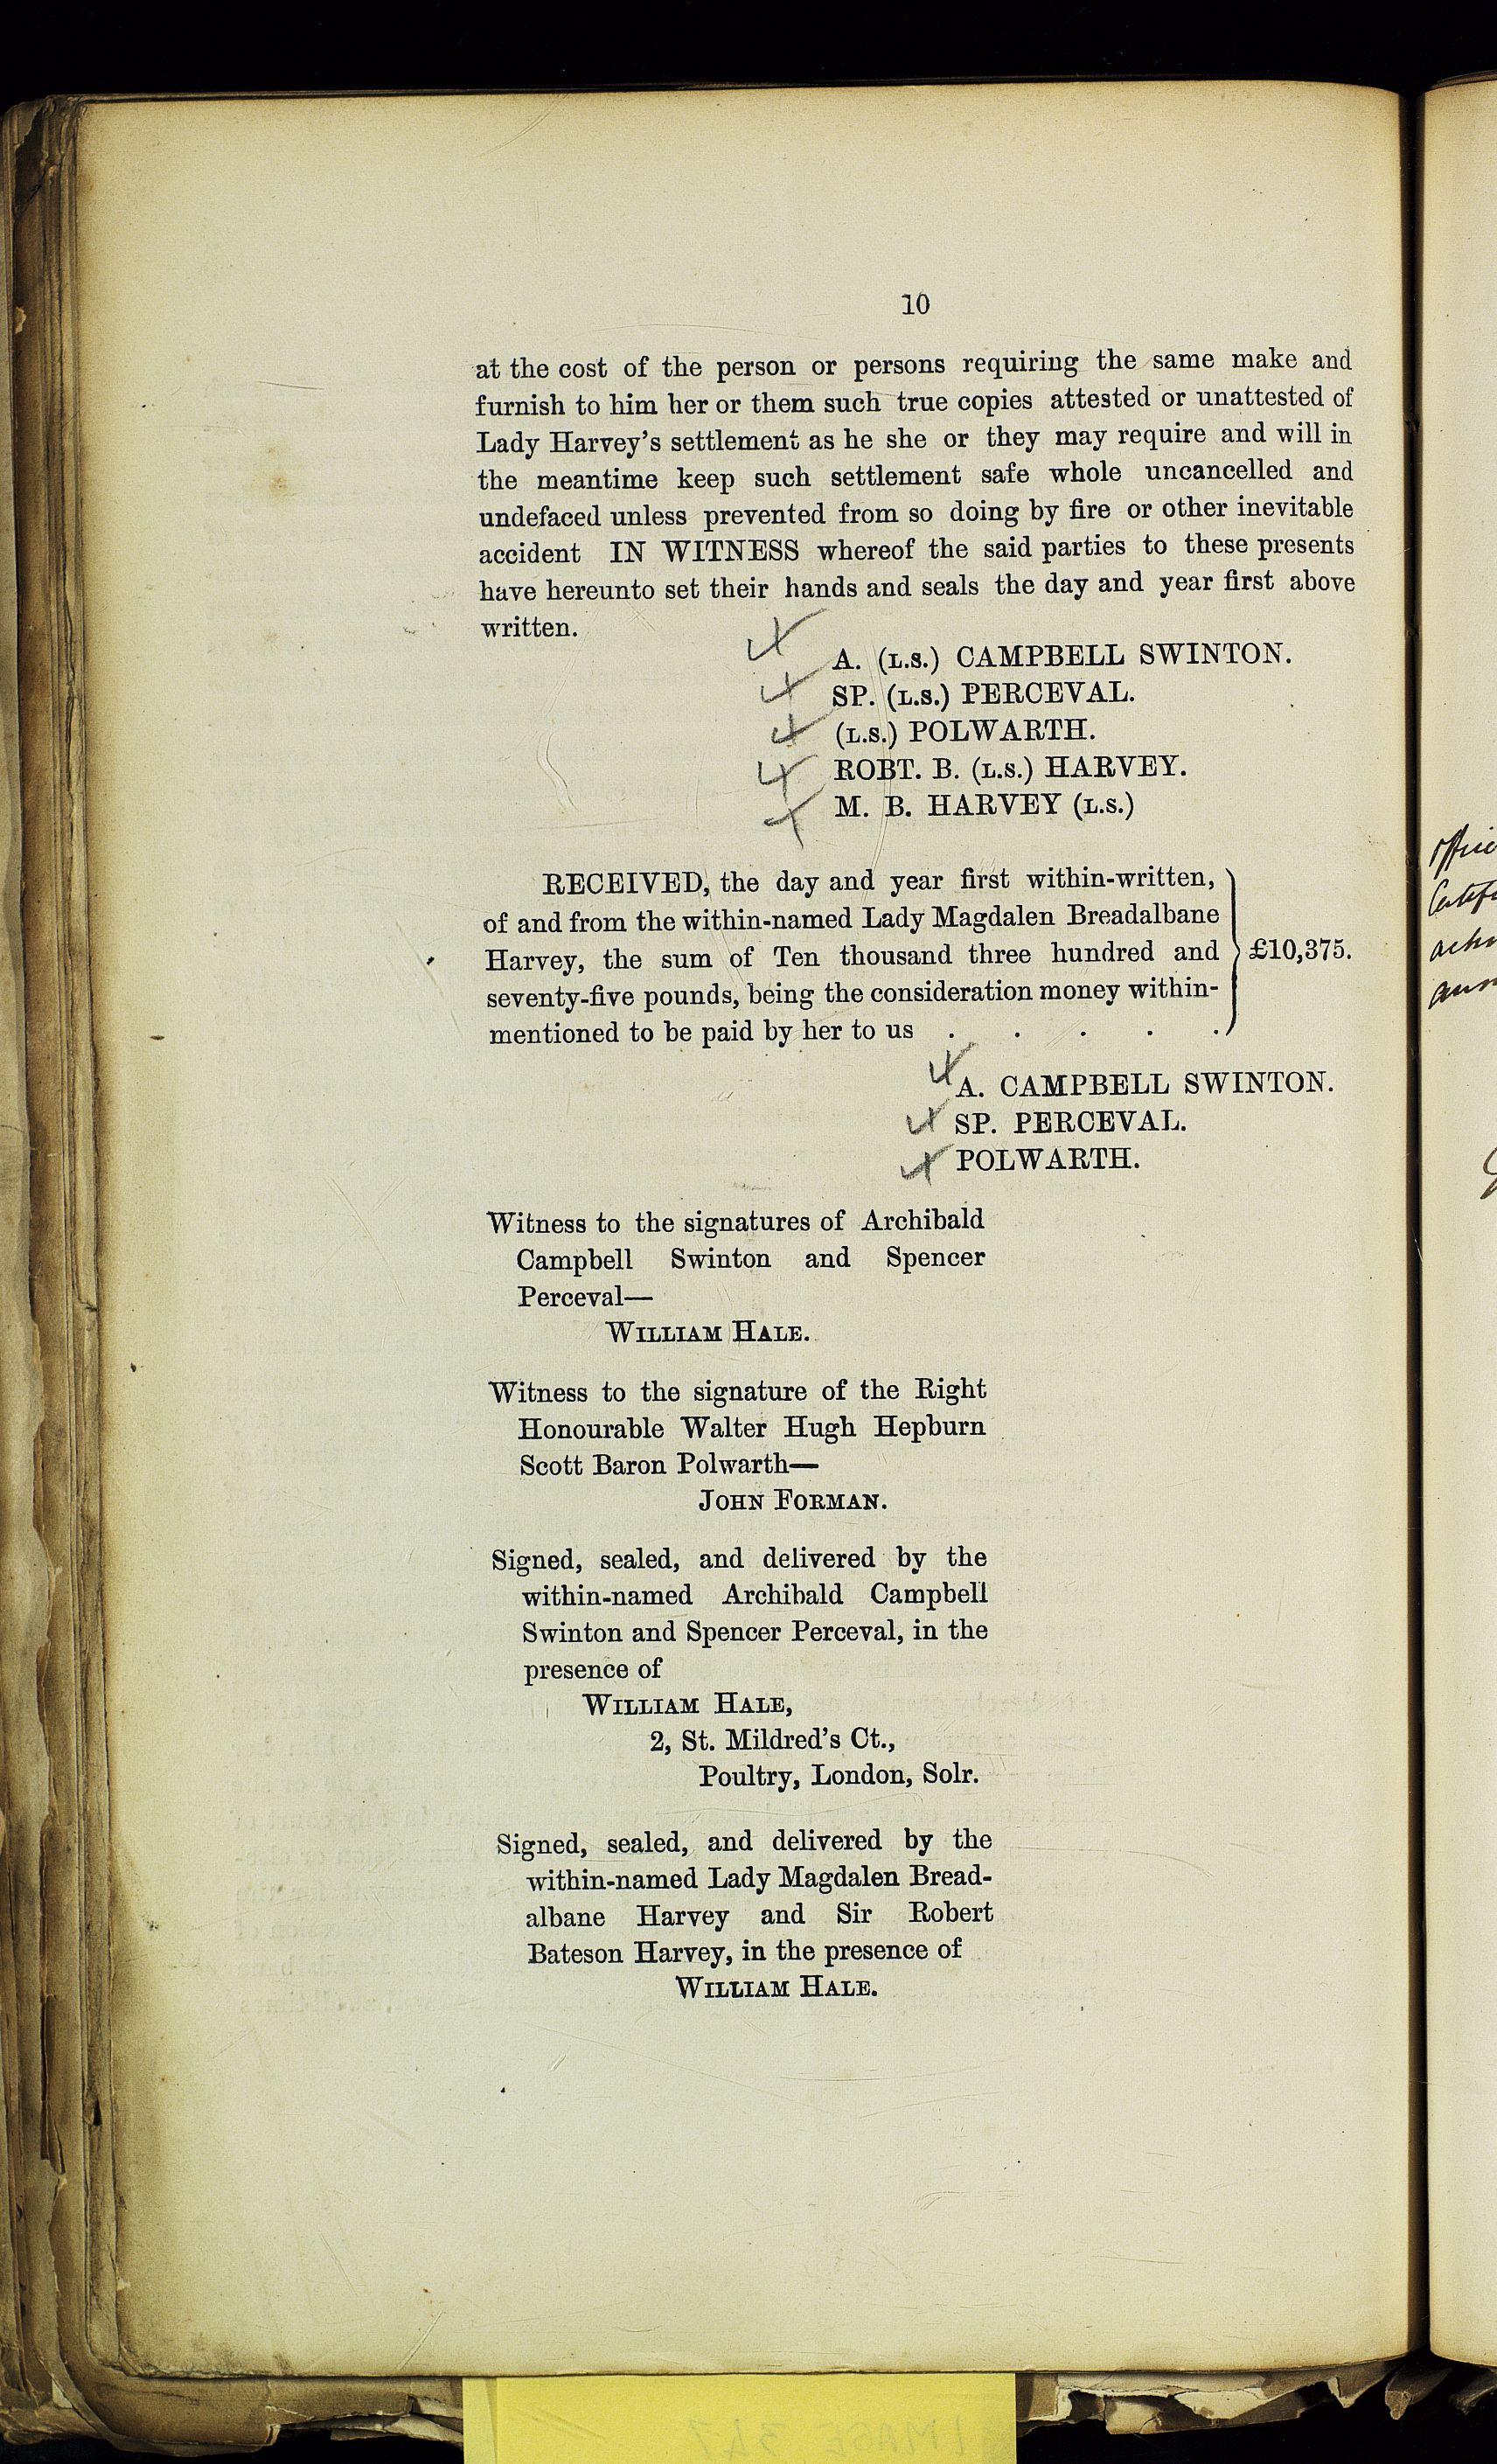 10
at the cost of the person or persons requiring the same make and
furnish to him her or them such true copies attested or unattested of
Lady Harvey's settlement as he she or they may require and will in
the meantime keep such settlement safe whole uncancelled and
undefaced unless prevented from so doing by fire or other inevitable
accident IN WITNESS whereof the said parties to these presents
have hereunto set their hands and seals the day and year first above
written.
A. (L.S.) CAMPBELL SWINTON.
SP. (L.S.) PERCEVAL.
(L.S.) POLWARTH.
ROBT. B. (L.S.) HARVEY.
M. B. HARVEY (L.S.)
RECEIVED, the day and year first within-written,
of and from the within-named Lady Magdalen Breadalbane
Harvey, the sum of Ten thousand three hundred and £10,375.
seventy-five pounds, being the consideration money within-
mentioned to be paid by her to us . . . . .
A. CAMPBELL SWINTON.
SP. PERCEVAL.
POLWARTH.
Witness to the signatures of Archibald
Campbell Swinton and Spencer
Perceval—
WILLIAM HALE.
Witness to the signature of the Right
Honourable Walter Hugh Hepburn
Scott Baron Polwarth—
JOHN FORMAN.
Signed, sealed, and delivered by the
within-named Archibald Campbell
Swinton and Spencer Perceval, in the
presence of
WILLIAM HALE,
2, St. Mildred's Ct.,
Poultry, London, Solr.
Signed, sealed, and delivered by the
within-named Lady Magdalen Bread-
albane Harvey and Sir Robert
Bateson Harvey, in the presence of
WILLIAM HALE.
IMAGE 347